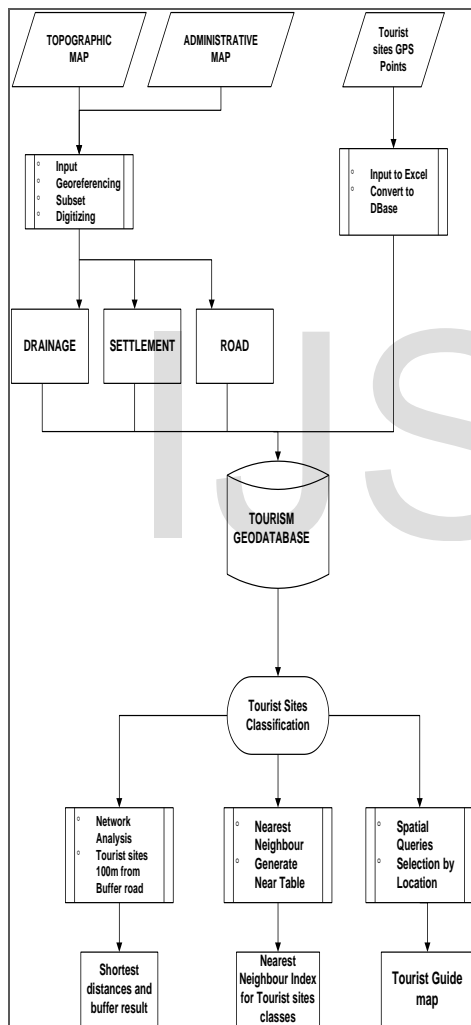 TOPOGRAPHIC
MAP
ADMINISTRATIVE
MAP
Tourist
sites GPS
Points
Input
Georeferencing
Subset
Digitizing
Input to Excel
Convert to
DBase
DRAINAGE
SETTLEMENT
ROAD
IJS
TOURISM
GEODATABASE
Tourist Sites
Classification
Network
Analysis
Tourist sites
100m from
Buffer road
Nearest
Neighbour
Generate
Near Table
Spatial
Queries
Selection by
Location
Shortest
distances and
buffer result
Nearest
Neighbour Index
for Tourist sites
classes
Tourist Guide
map